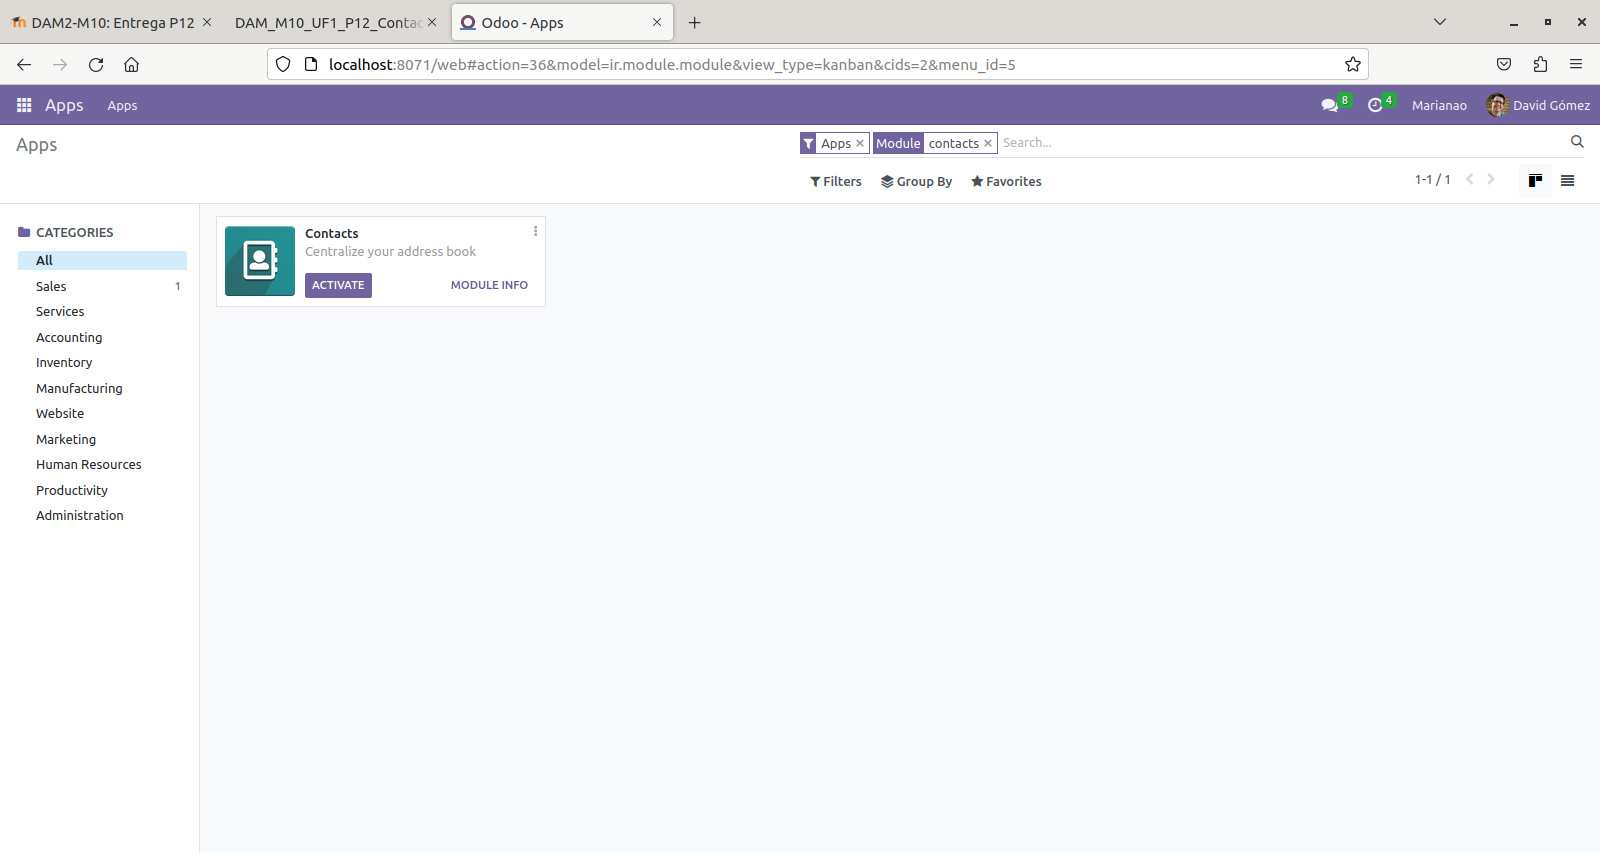 DAM2-M10: Entrega P12
DAM_M10_UF1_P12_Contac
Odoo - Apps
localhost:8071/web#action=36&model=ir.module.module&view_type=kanban&cids=2&menu_id=5
Apps
Apps
8
4
Marianao
David Gómez
Apps
Apps
Module contacts
Search...
Filters
Group By
Favorites
1-1 / 1
CATEGORIES
All
Sales 1
Services
Accounting
Inventory
Manufacturing
Website
Marketing
Human Resources
Productivity
Administration
Contacts
Centralize your address book
ACTIVATE
MODULE INFO